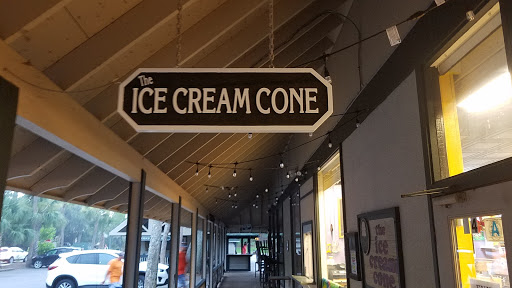 The
ICE CREAM CONE
the
ice
cream
cone